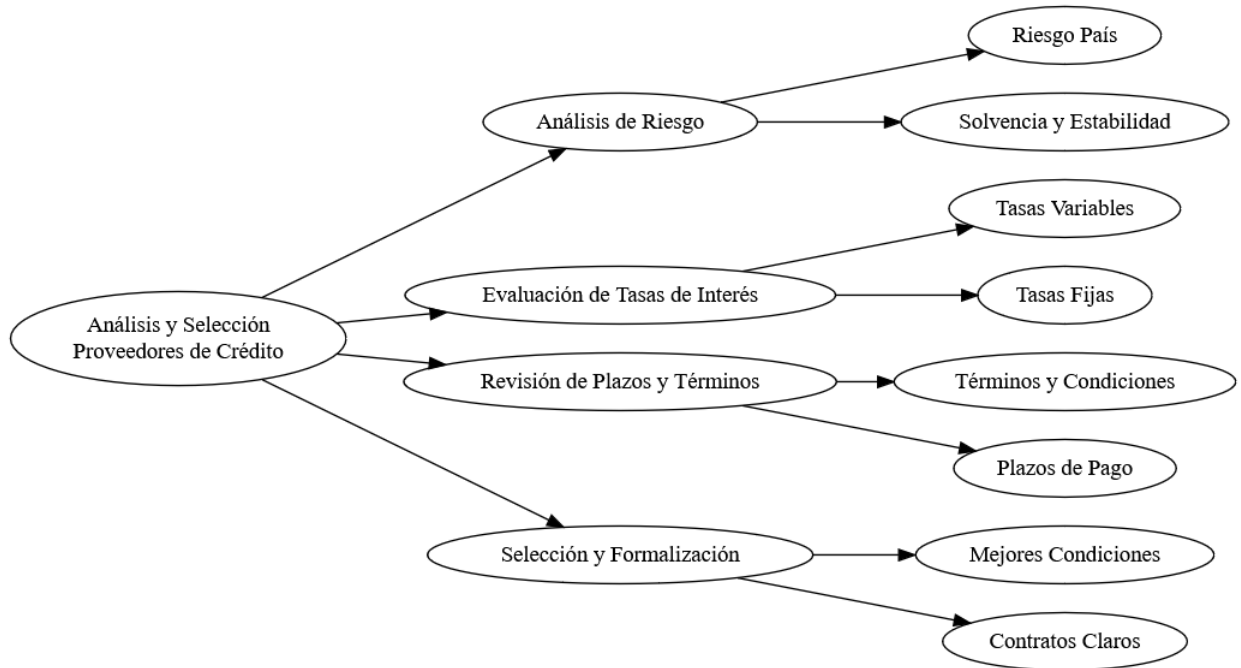 Análisis y Selección
Proveedores de Crédito
Análisis de Riesgo
Riesgo País
Solvencia y Estabilidad
Evaluación de Tasas de Interés
Tasas Variables
Tasas Fijas
Revisión de Plazos y Términos
Términos y Condiciones
Plazos de Pago
Selección y Formalización
Mejores Condiciones
Contratos Claros